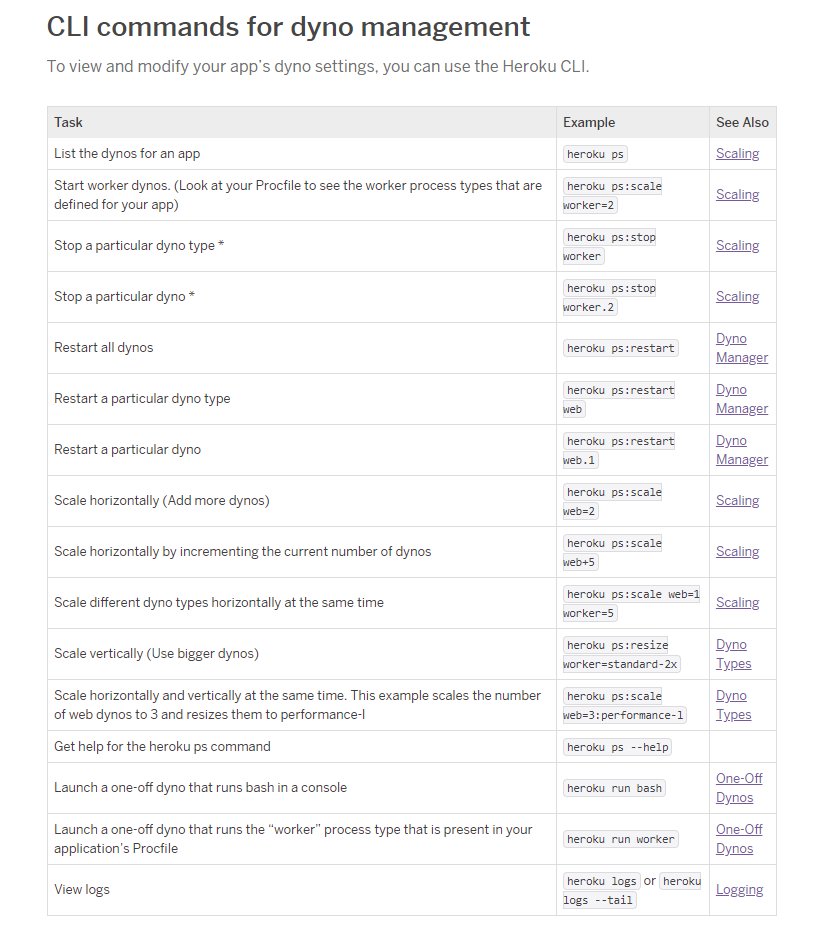 CLI commands for dyno management
To view and modify your app's dyno settings, you can use the Heroku CLI.
Task Example See Also
List the dynos for an app heroku ps Scaling
Start worker dynos. (Look at your Procfile to see the worker process types that are
defined for your app)
heroku ps:scale
worker=2
Scaling
Stop a particular dyno type *
heroku ps:stop
worker
Scaling
Stop a particular dyno *
heroku ps:stop
worker.2
Scaling
Restart all dynos
heroku ps:restart
Dyno
Manager
Restart a particular dyno type
heroku ps:restart
web
Dyno
Manager
Restart a particular dyno
heroku ps:restart
web.1
Dyno
Manager
Scale horizontally (Add more dynos)
heroku ps:scale
web=2
Scaling
Scale horizontally by incrementing the current number of dynos
heroku ps:scale
web+5
Scaling
Scale different dyno types horizontally at the same time
heroku ps:scale web=1
worker=5
Scaling
Scale vertically (Use bigger dynos)
heroku ps:resize
worker=standard-2x
Dyno
Types
Scale horizontally and vertically at the same time. This example scales the number
of web dynos to 3 and resizes them to performance-l
heroku ps:scale
web=3:performance-l
Dyno
Types
Get help for the heroku ps command heroku ps --help
Launch a one-off dyno that runs bash in a console
heroku run bash
One-Off
Dynos
Launch a one-off dyno that runs the “worker” process type that is present in your
application's Procfile
heroku run worker
One-Off
Dynos
View logs
heroku logs or heroku
logs --tail
Logging